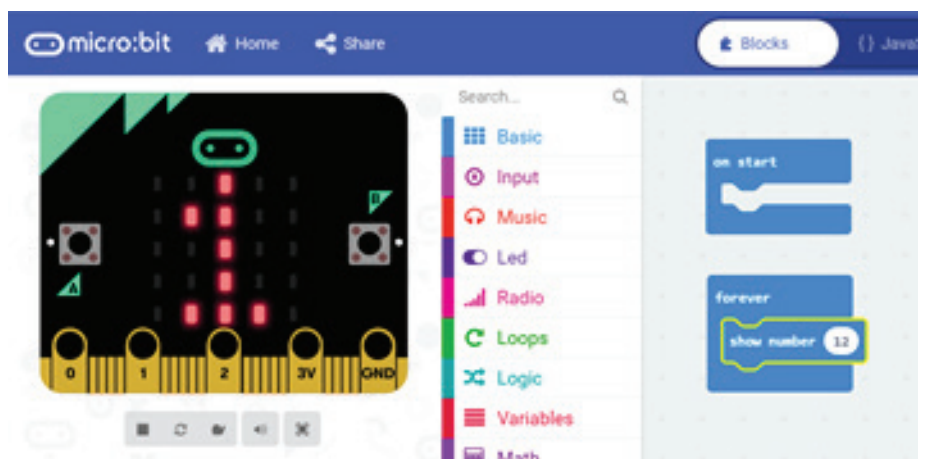 micro:bit Home Share Blocks {} Javas
Search...
Basic
Input
Music
Led
Radio
Loops
Logic
Variables
Math
B
A
0 1 2 3V GND
on start
forever
show number 12